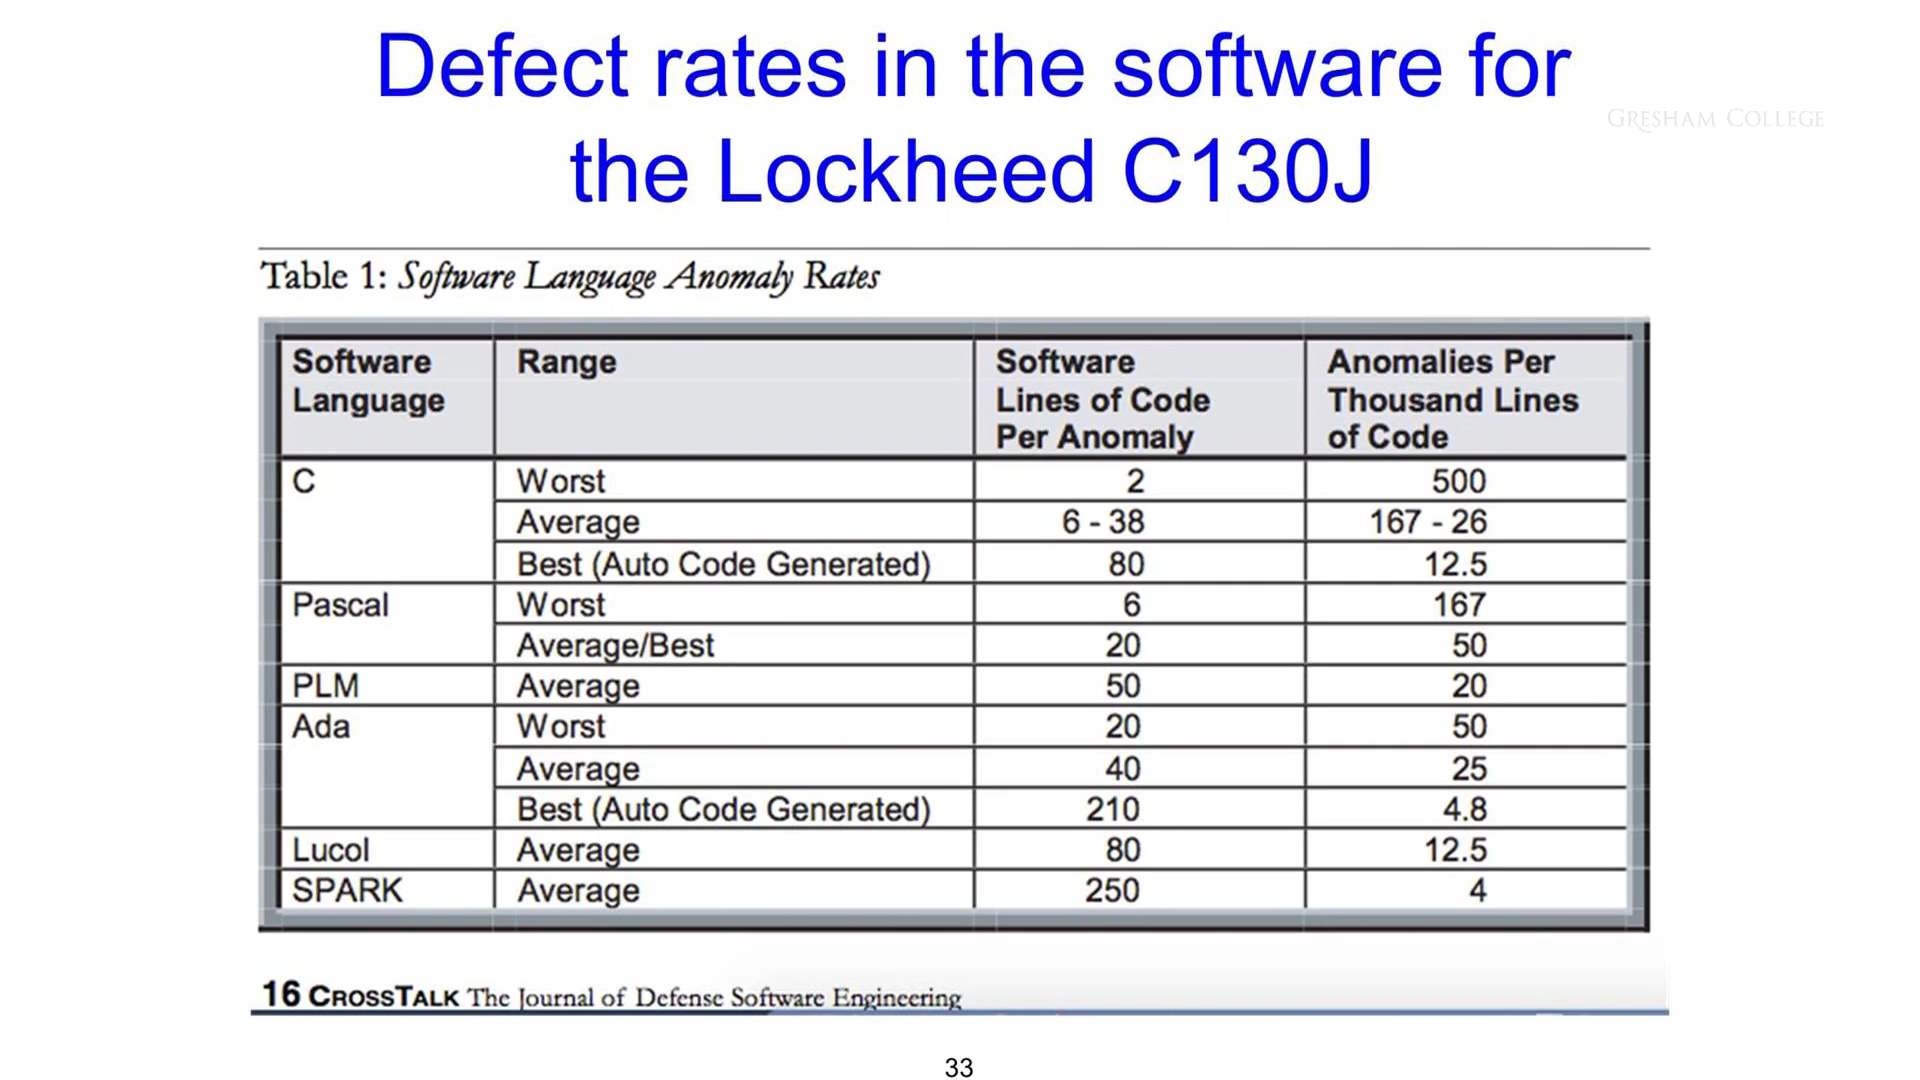 Defect rates in the software for
the Lockheed C130J
GRESHAM COLLEGE
Table 1: Software Language Anomaly Rates
Software Language | Range | Software Lines of Code Per Anomaly | Anomalies Per Thousand Lines of Code
C | Worst | 2 | 500
Average | 6 - 38 | 167 - 26
Best (Auto Code Generated) | 80 | 12.5
Pascal | Worst | 6 | 167
Average/Best | 20 | 50
PLM | Average | 50 | 20
Ada | Worst | 20 | 50
Average | 40 | 25
Best (Auto Code Generated) | 210 | 4.8
Lucol | Average | 80 | 12.5
SPARK | Average | 250 | 4
16 CROSSTALK The Journal of Defense Software Engineering
33